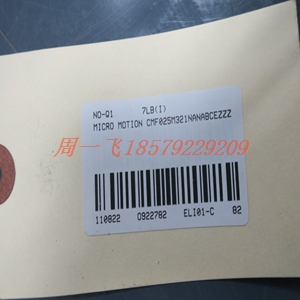 NO-Q1 7LB(I)
MICRO MOTION CMF025M321NANABCEZZZ
周一飞18579229209
110822 0922782 ELI01-C 82